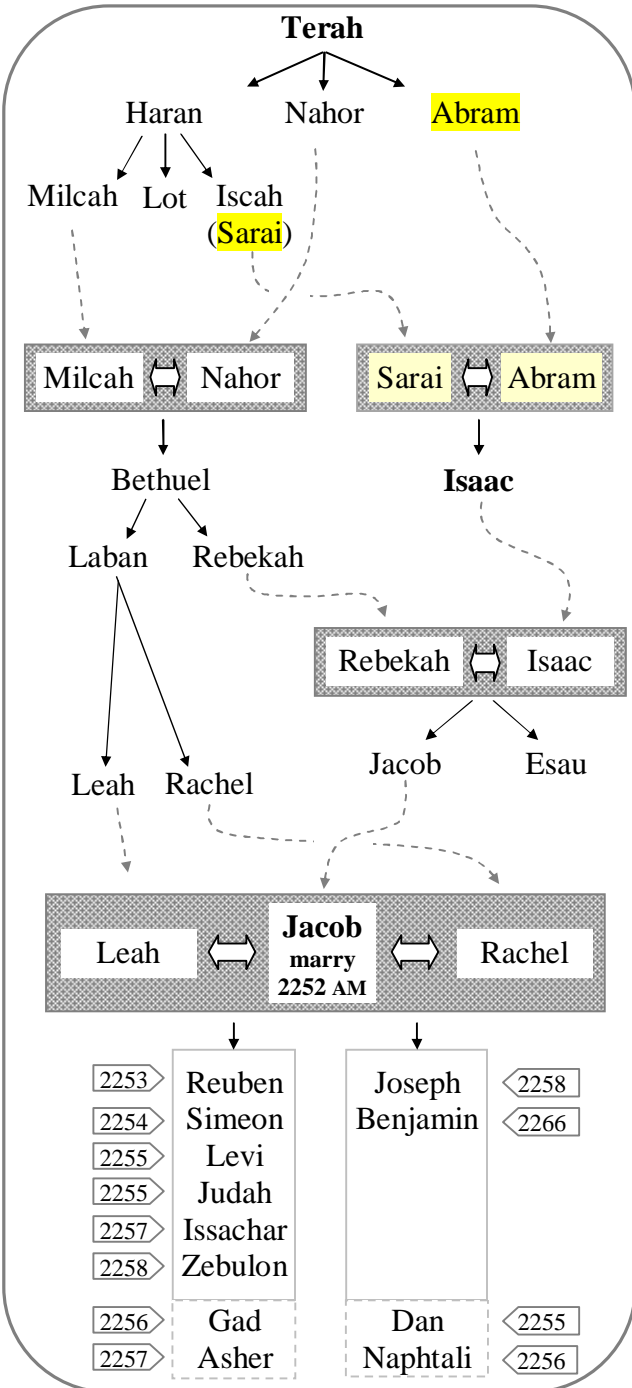 Terah
Haran Nahor Abram
Milcah Lot Iscah
(Sarai)
Milcah Nahor Sarai Abram
Bethuel Isaac
Laban Rebekah
Rebekah Isaac
Jacob Esau
Leah Rachel
Jacob
Leah marry Rachel
2252 AM
2253 Reuben Joseph 2258
2254 Simeon Benjamin 2266
2255 Levi
2255 Judah
2257 Issachar
2258 Zebulon
2256 Gad Dan 2255
2257 Asher Naphtali 2256